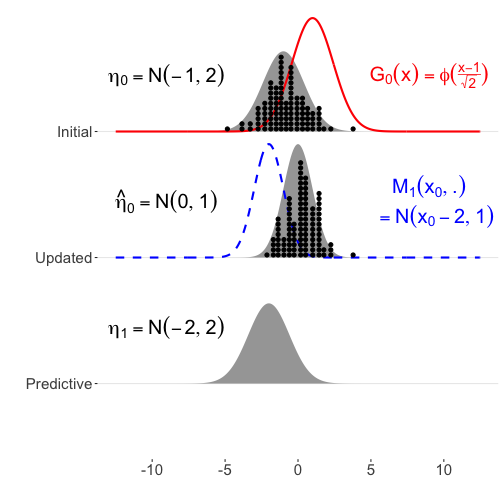 η₀ = N(−1, 2)
G₀(x) = ϕ(x−1/√2)
Initial
η̂₀ = N(0, 1)
M₁(x₀, .)
= N(x₀ − 2, 1)
Updated
η₁ = N(−2, 2)
Predictive
-10 -5 0 5 10